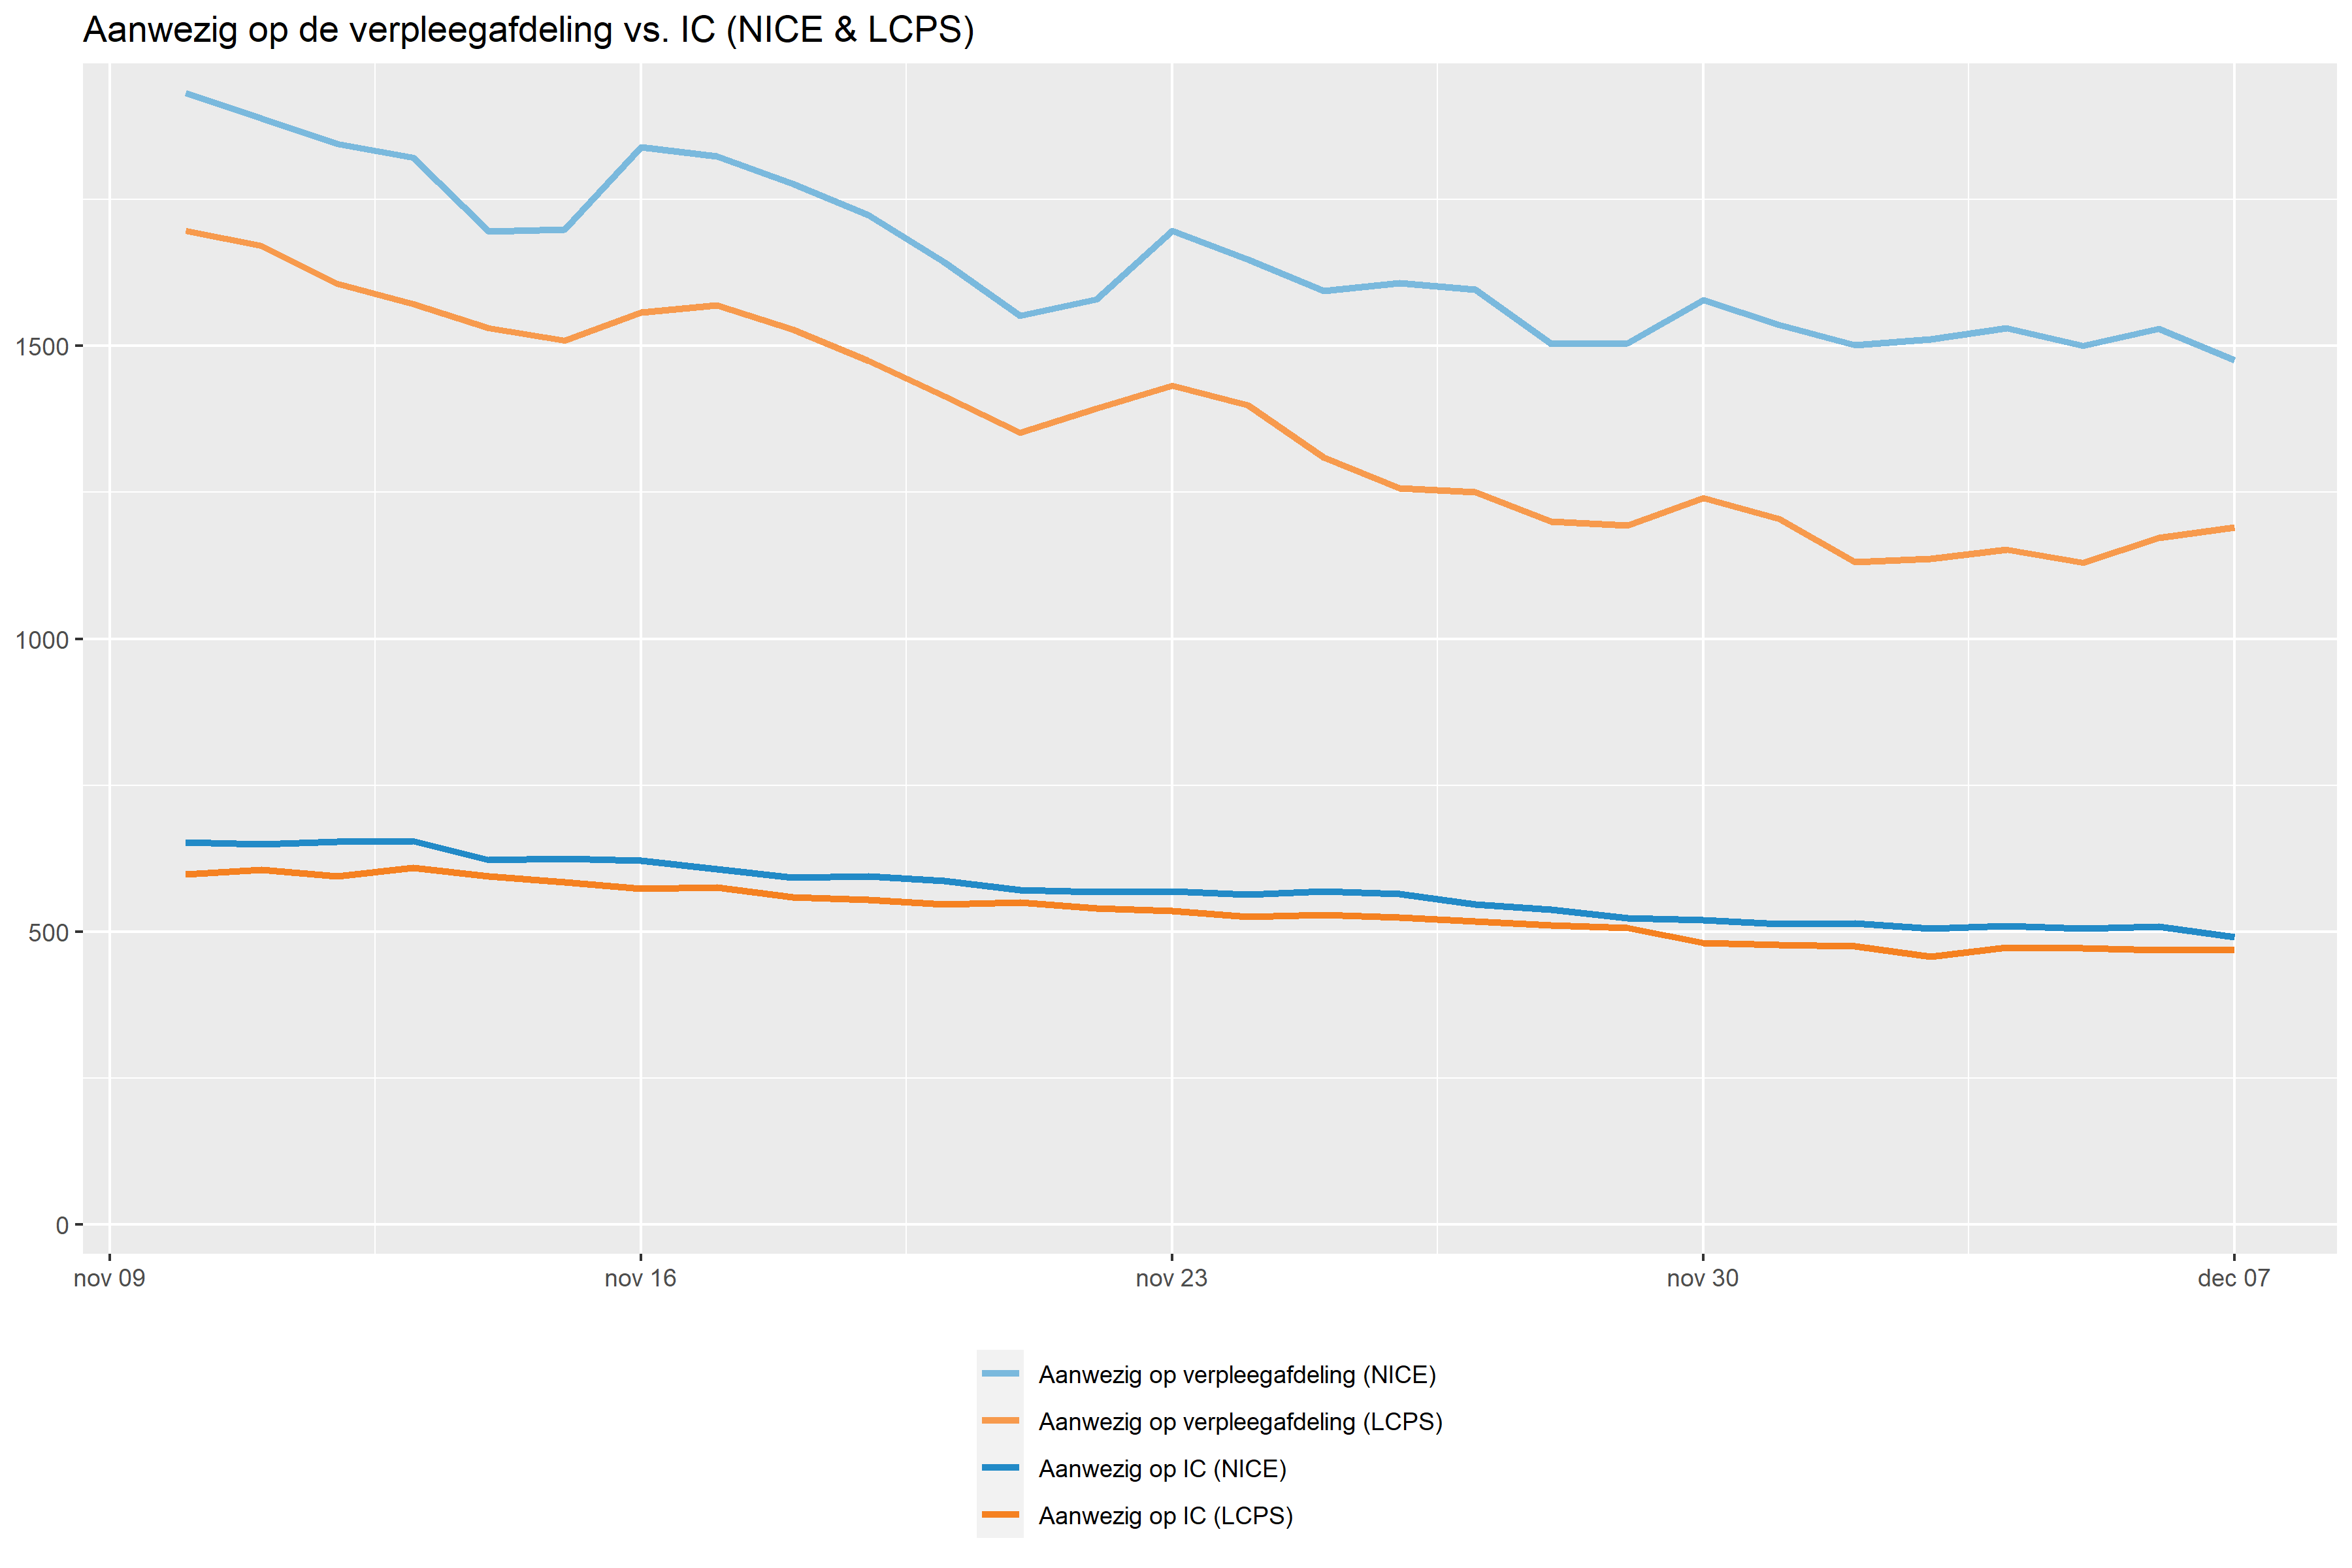 Aanwezig op de verpleegafdeling vs. IC (NICE & LCPS)
1500
1000
500
0
nov 09 nov 16 nov 23 nov 30 dec 07
Aanwezig op verpleegafdeling (NICE)
Aanwezig op verpleegafdeling (LCPS)
Aanwezig op IC (NICE)
Aanwezig op IC (LCPS)